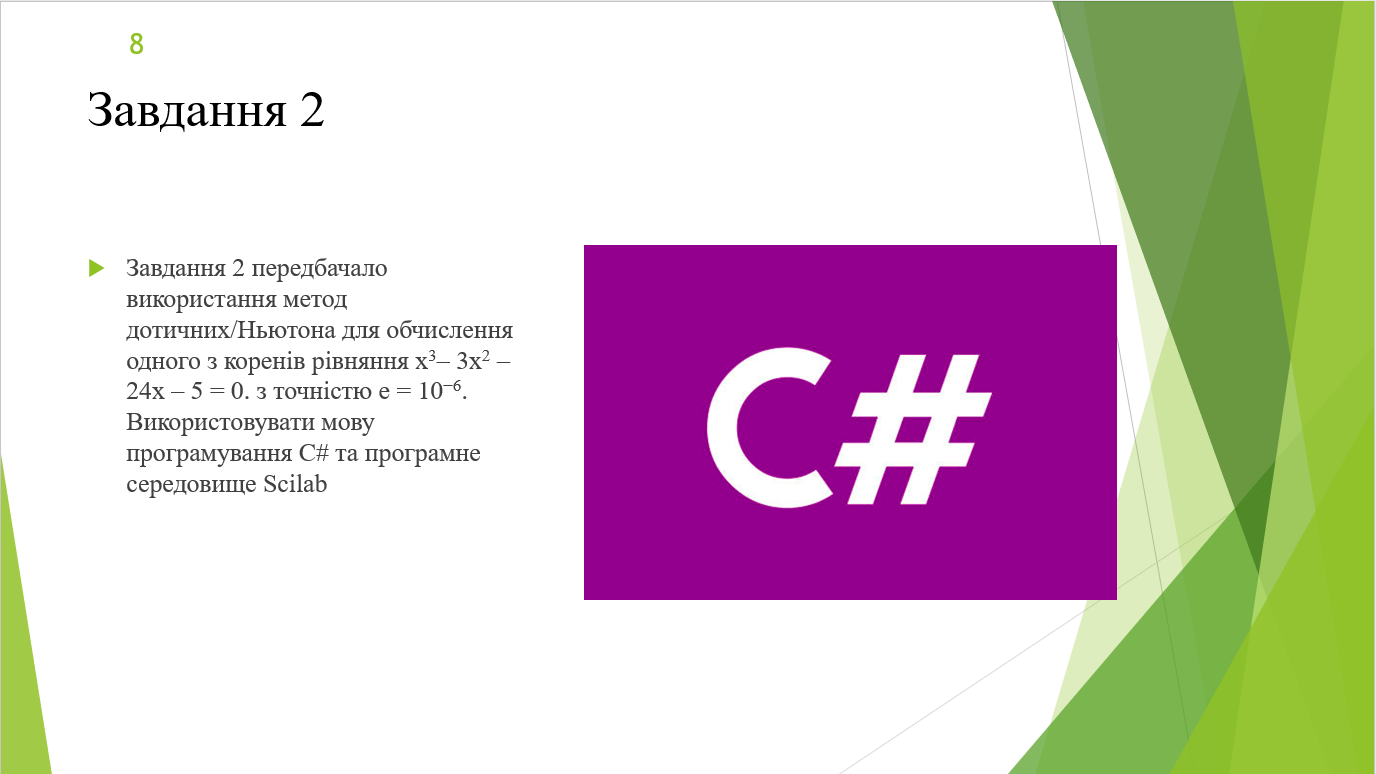 8
Завдання 2
Завдання 2 передбачало
використання метод
дотичних/Ньютона для обчислення
одного з коренів рівняння x³– 3x² –
24x – 5 = 0. з точністю e = 10⁻⁶.
Використовувати мову
програмування C# та програмне
середовище Scilab
C#